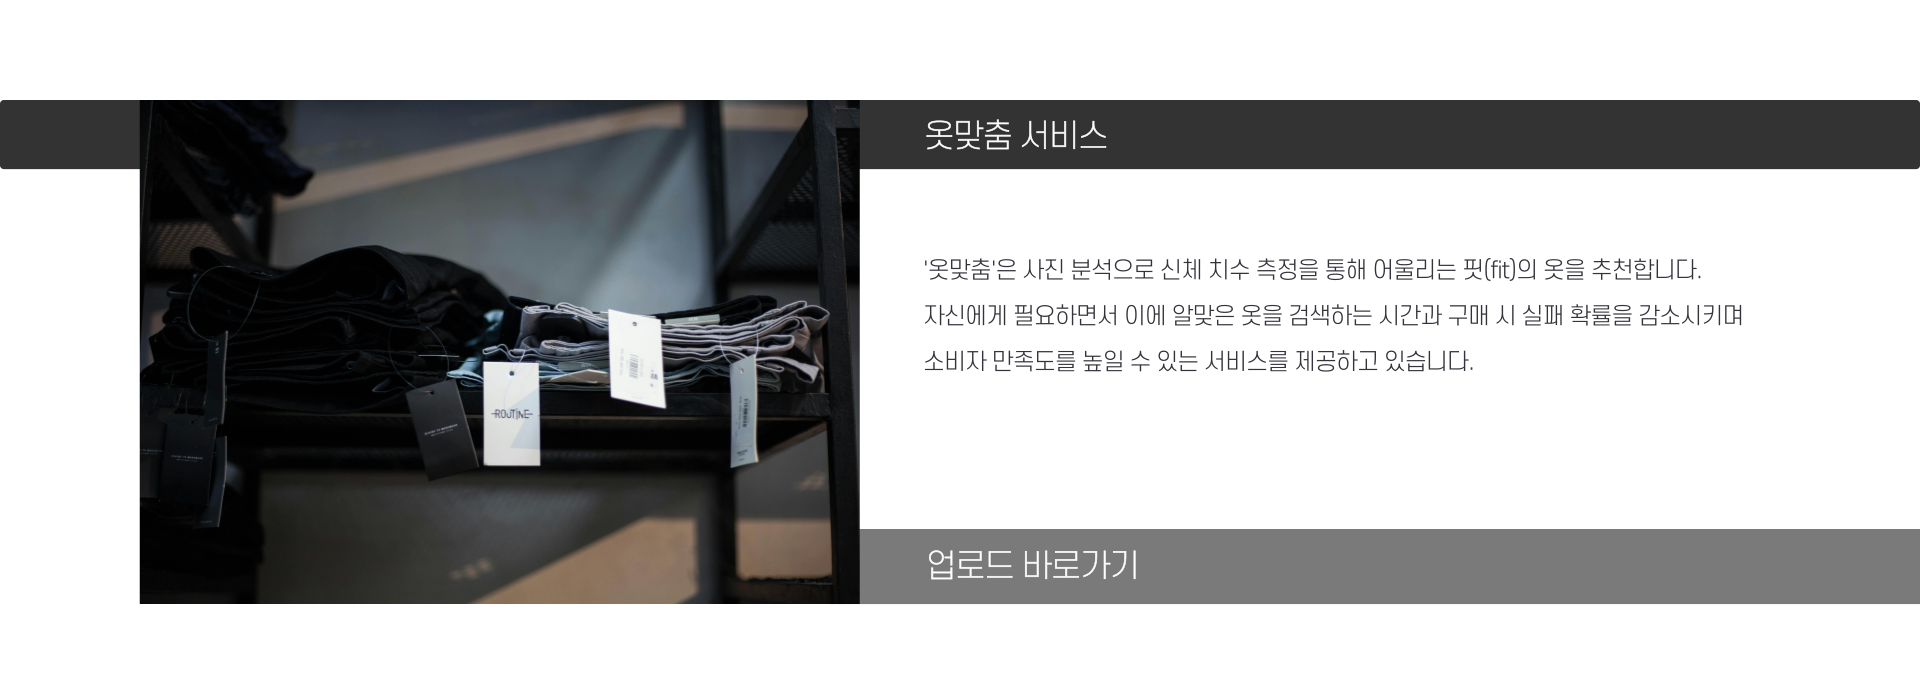 옷맞춤 서비스
'옷맞춤'은 사진 분석으로 신체 치수 측정을 통해 어울리는 핏(fit)의 옷을 추천합니다.
자신에게 필요하면서 이에 알맞은 옷을 검색하는 시간과 구매 시 실패 확률을 감소시키며
소비자 만족도를 높일 수 있는 서비스를 제공하고 있습니다.
ROUTINE
업로드 바로가기